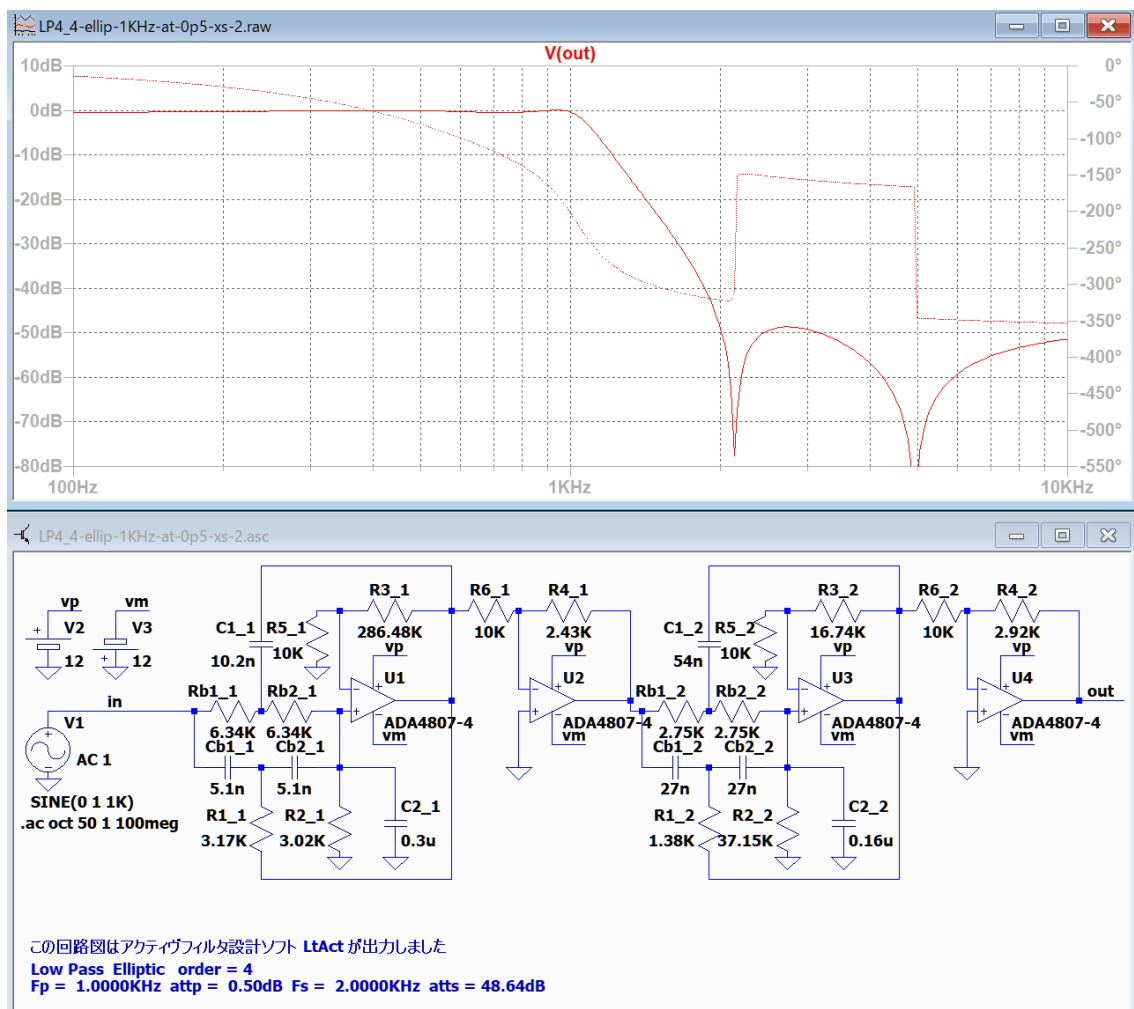 LP4_4-ellip-1KHz-at-0p5-xs-2.raw
V(out)
10dB
0dB
-10dB
-20dB
-30dB
-40dB
-50dB
-60dB
-70dB
-80dB
0°
-50°
-100°
-150°
-200°
-250°
-300°
-350°
-400°
-450°
-500°
-550°
100Hz
1KHz
10KHz
LP4_4-ellip-1KHz-at-0p5-xs-2.asc
vp
V2
12
vm
V3
12
in
V1
AC 1
SINE(0 1 1K)
.ac oct 50 1 100meg
C1_1
10.2n
R5_1
10K
R3_1
286.48K
vp
U1
ADA4807-4
vm
Rb1_1
6.34K
Rb2_1
6.34K
Cb1_1
5.1n
Cb2_1
5.1n
R1_1
3.17K
R2_1
3.02K
C2_1
0.3u
R6_1
10K
R4_1
2.43K
vp
U2
ADA4807-4
vm
C1_2
54n
R5_2
10K
R3_2
16.74K
vp
U3
ADA4807-4
vm
Rb1_2
2.75K
Rb2_2
2.75K
Cb1_2
27n
Cb2_2
27n
R1_2
1.38K
R2_2
37.15K
C2_2
0.16u
R6_2
10K
R4_2
2.92K
vp
U4
ADA4807-4
vm
out
この回路図はアクティヴフィルタ設計ソフト LtAct が出力しました
Low Pass Elliptic order = 4
Fp = 1.0000KHz attp = 0.50dB Fs = 2.0000KHz atts = 48.64dB